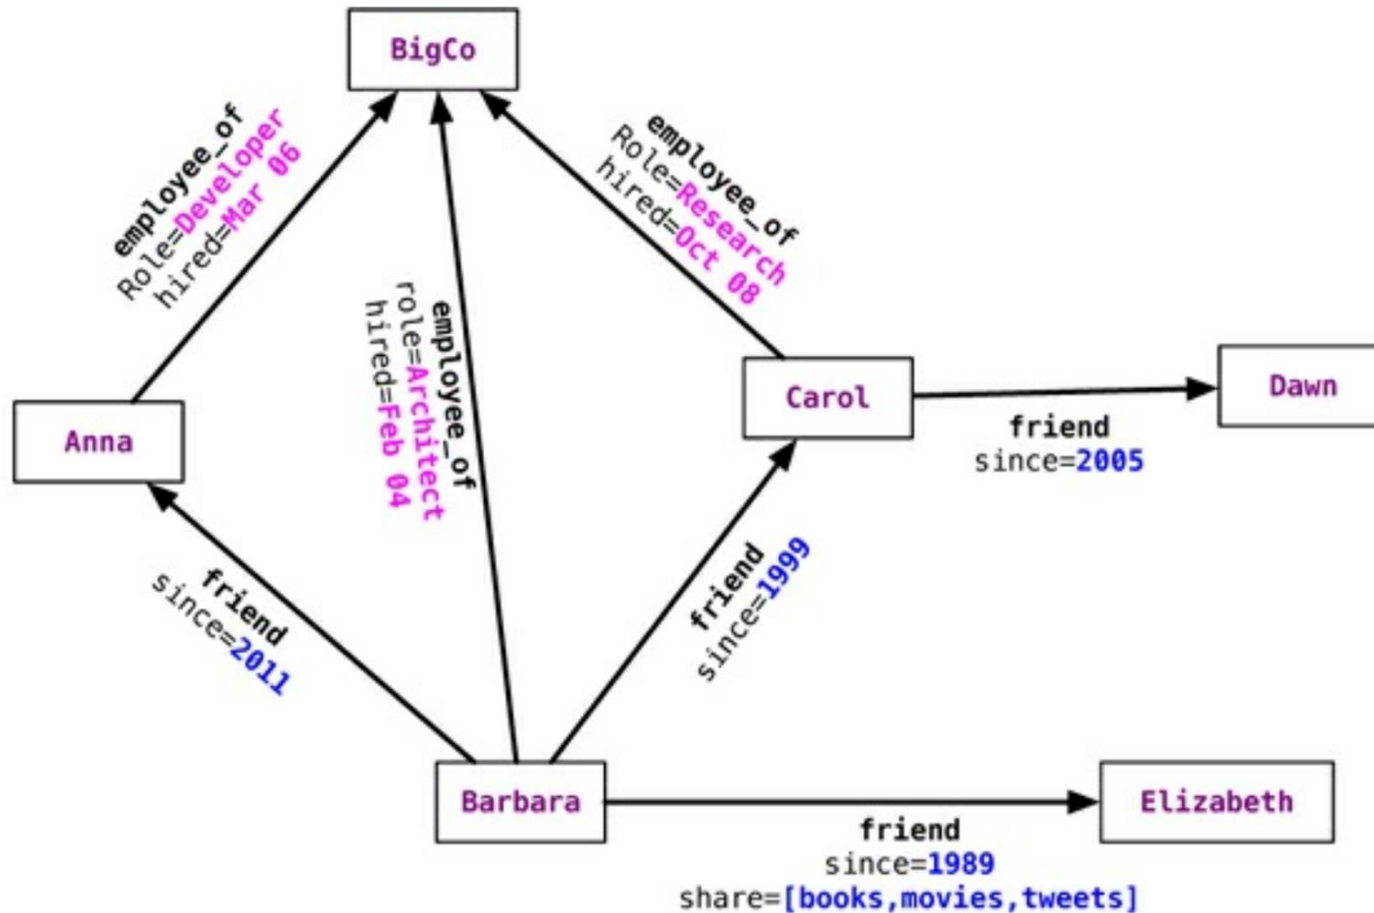 BigCo
employee_of
Role=Developer
hired=Mar 06
employee_of
Role=Research
hired=Oct 08
employee_of
role=Architect
hired=Feb 04
Anna
Carol
Dawn
friend
since=2005
friend
since=2011
friend
since=1999
Barbara
Elizabeth
friend
since=1989
share=[books,movies,tweets]